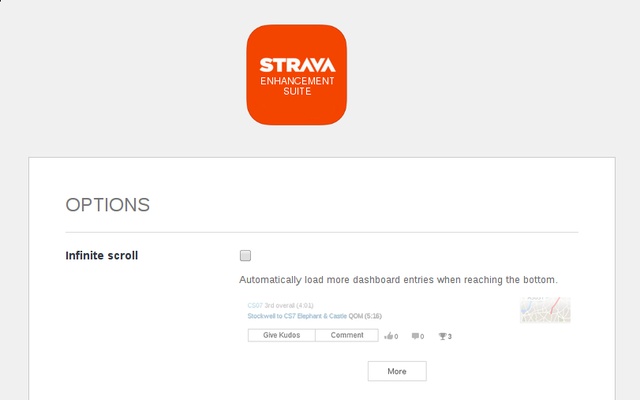 STRAVA
ENHANCEMENT
SUITE
OPTIONS
Infinite scroll
Automatically load more dashboard entries when reaching the bottom.
CS07 3rd overall (4:01)
Stockwell to CS7 Elephant & Castle QOM (5:16)
Give Kudos Comment 0 0 3
More